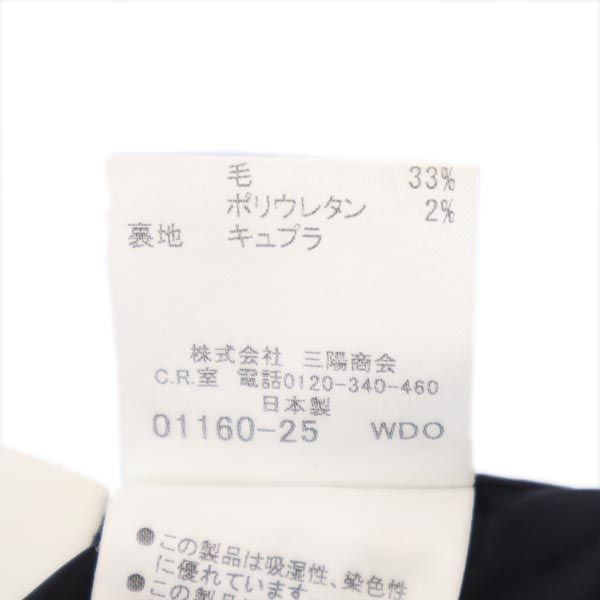 毛 33%
ポリウレタン 2%
裏地 キュプラ
株式会社 三陽商会
C.R.室 電話0120-340-460
日本製
01160-25 WDO
●この製品は吸湿性、染色性
に優れています